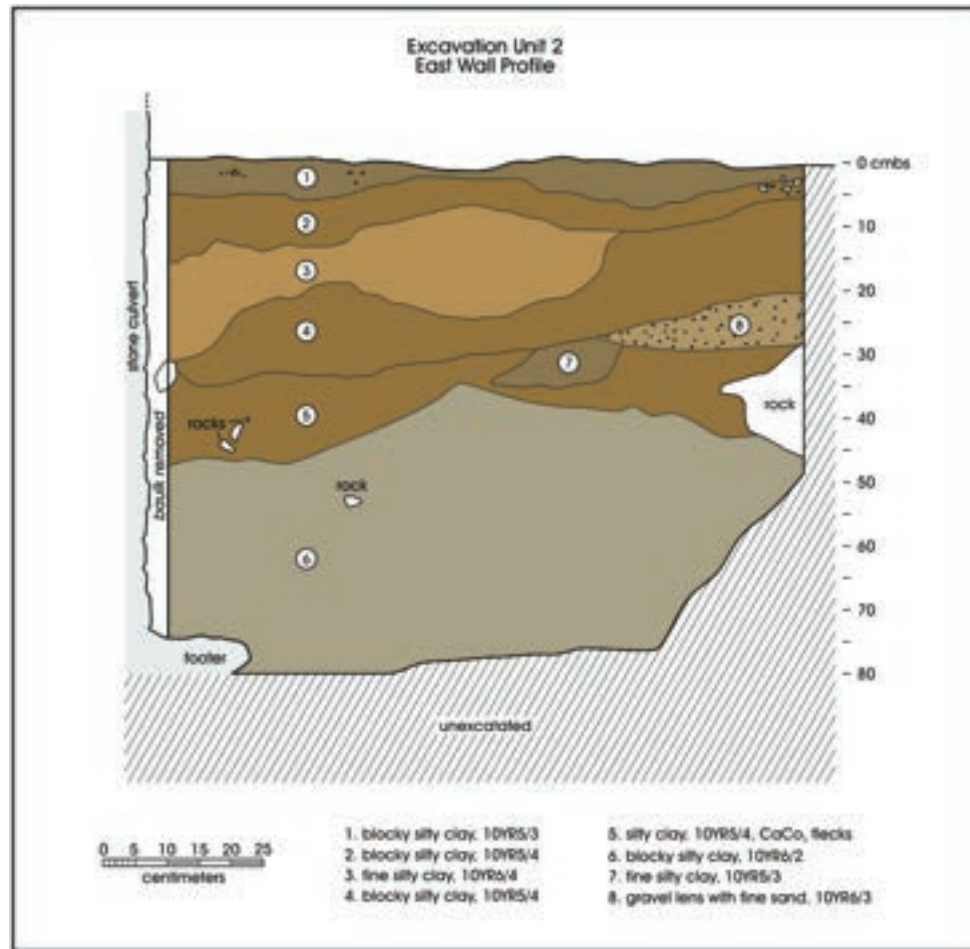 Excavation Unit 2
East Wall Profile
0 cmbs
10
20
30
40
50
60
70
80
stone culvert
baulk removed
1
2
3
4
5
6
7
8
rocks
rock
rock
footer
unexcatated
0 5 10 15 20 25
centimeters
1. blocky silty clay, 10YR5/3
2. blocky silty clay, 10YR5/4
3. fine silty clay, 10YR6/4
4. blocky silty clay, 10YR5/4
5. silty clay, 10YR5/4, CaCo, flecks
6. blocky silty clay, 10YR6/2
7. fine silty clay, 10YR5/3
8. gravel lens with fine sand, 10YR6/3